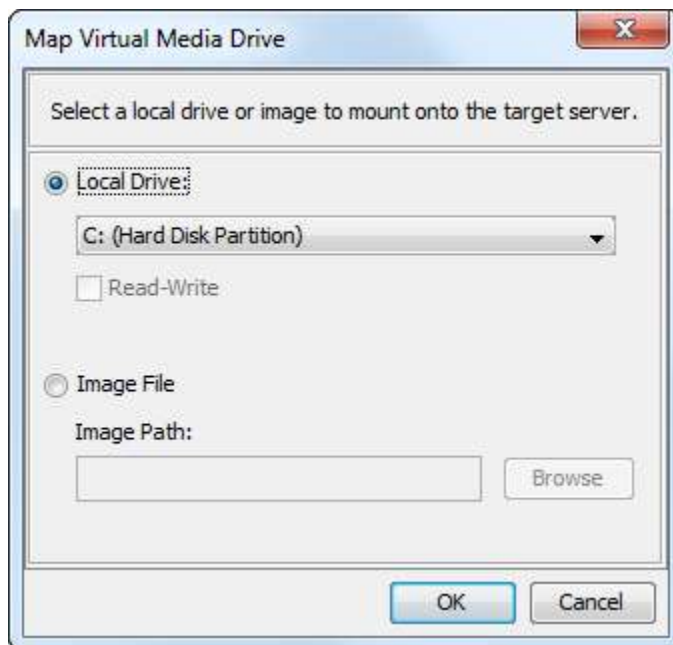 Map Virtual Media Drive
Select a local drive or image to mount onto the target server.
Local Drive:
C: (Hard Disk Partition)
Read-Write
Image File
Image Path:
Browse
OK Cancel